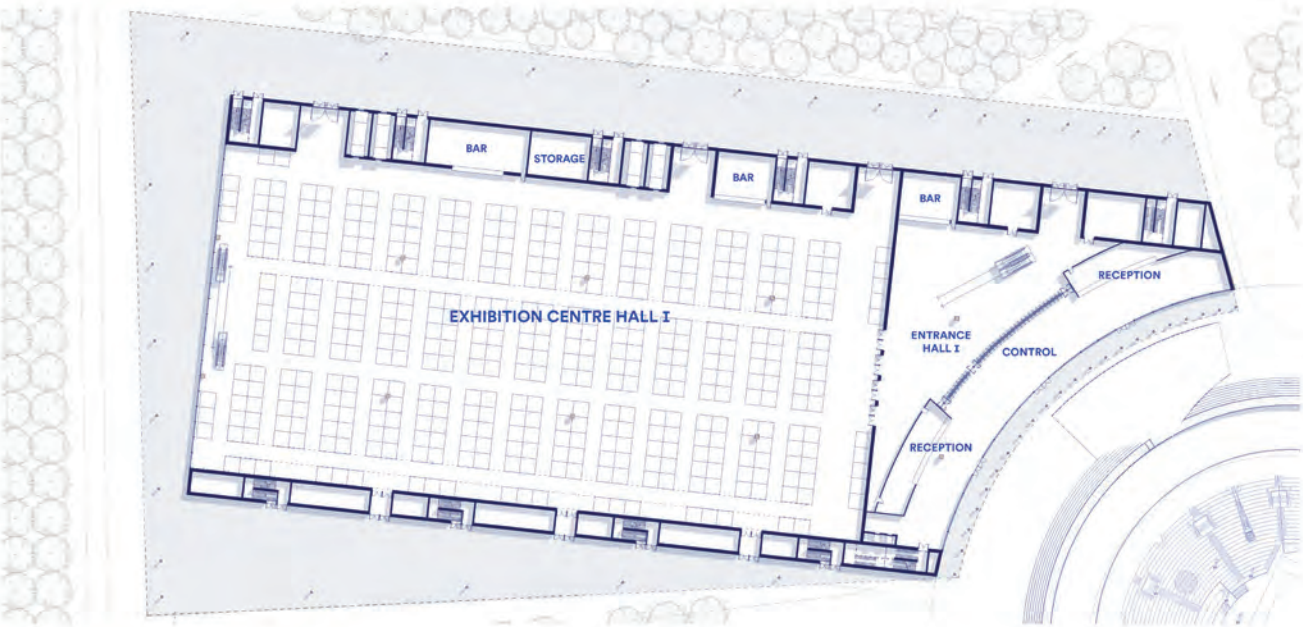 BAR
STORAGE
BAR
BAR
RECEPTION
EXHIBITION CENTRE HALL I
ENTRANCE
HALL I
CONTROL
RECEPTION